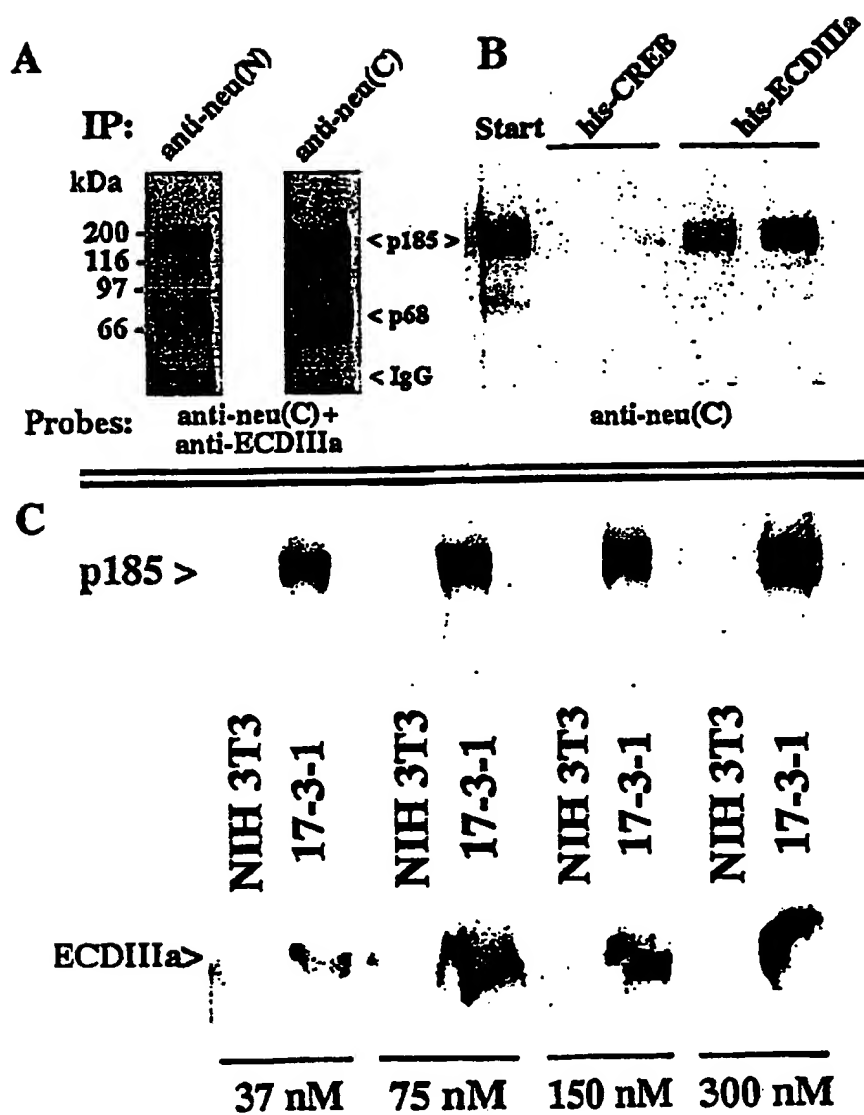 A
IP:
anti-neu(N)
anti-neu(C)
kDa
200
116
97
66
< p185 >
< p68
< IgG
Probes:
anti-neu(C)+
anti-ECDIIIa
B
Start
his-CREB
his-ECDIIIa
anti-neu(C)
C
p185 >
NIH 3T3
17-3-1
NIH 3T3
17-3-1
NIH 3T3
17-3-1
NIH 3T3
17-3-1
ECDIIIa>
37 nM
75 nM
150 nM
300 nM